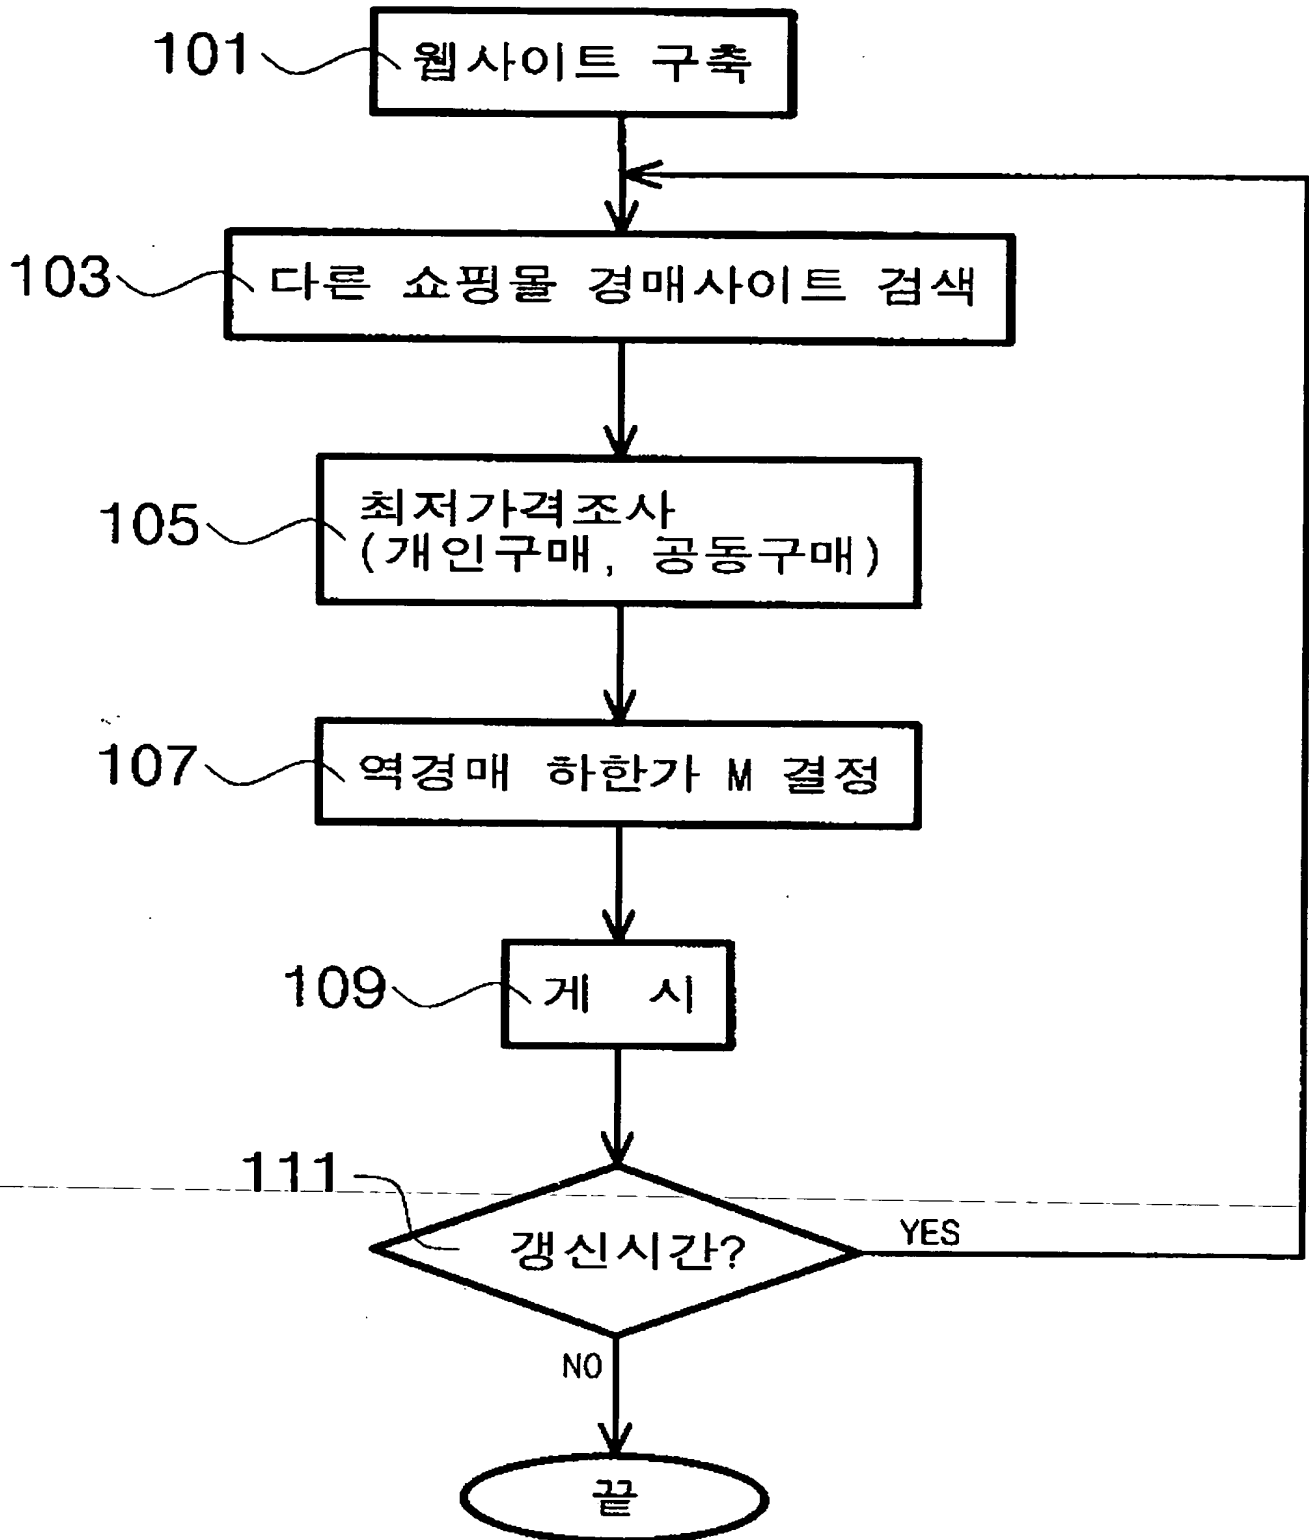 101 웹사이트 구축
103 다른 쇼핑몰 경매사이트 검색
최저가격조사
105 (개인구매, 공동구매)
107 역경매 하한가 M 결정
109 게 시
111
갱신시간? YES
NO
끝